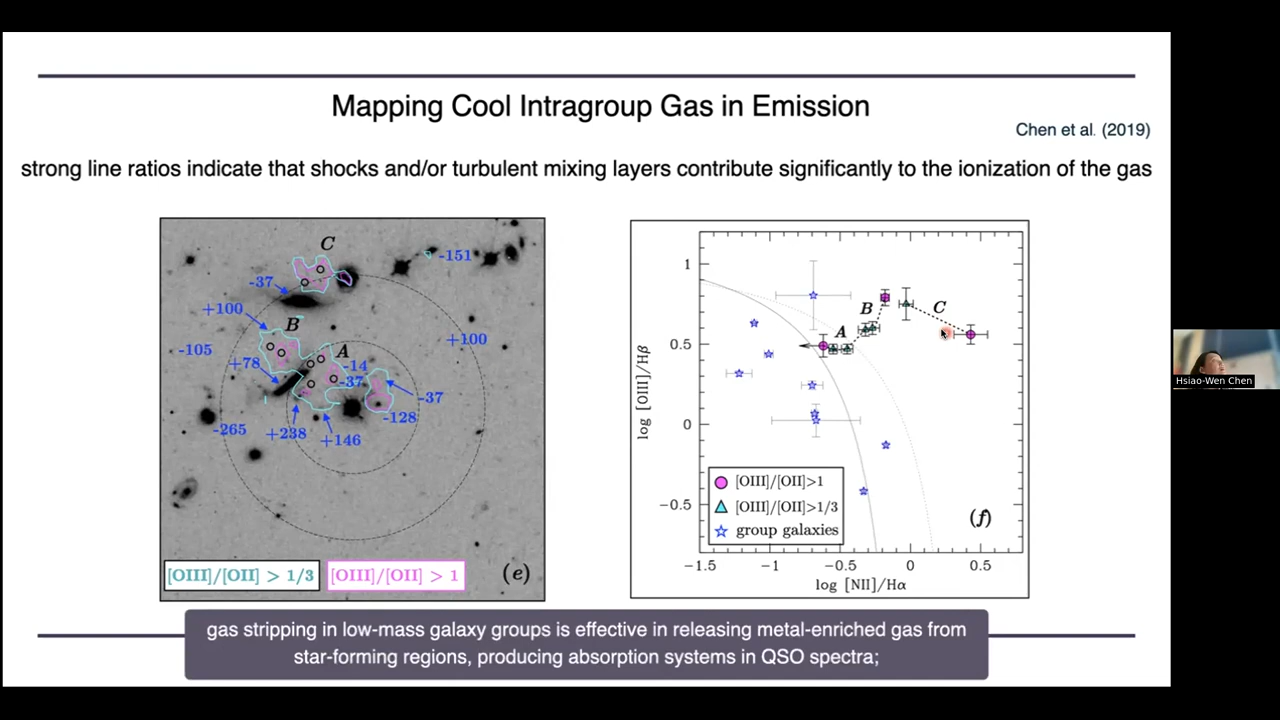 Mapping Cool Intragroup Gas in Emission
Chen et al. (2019)
strong line ratios indicate that shocks and/or turbulent mixing layers contribute significantly to the ionization of the gas
C
-151
-37
+100
B
+100
-105
A
+78
-14
-37
-37
-128
-265
+238
+146
[OIII]/[OII] > 1/3
[OIII]/[OII] > 1
(e)
log [OIII]/Hβ
1
0.5
0
−0.5
A
B
C
[OIII]/[OII]>1
[OIII]/[OII]>1/3
group galaxies
(f)
−1.5
−1
−0.5
0
0.5
log [NII]/Hα
gas stripping in low-mass galaxy groups is effective in releasing metal-enriched gas from
star-forming regions, producing absorption systems in QSO spectra;
Hsiao-Wen Chen